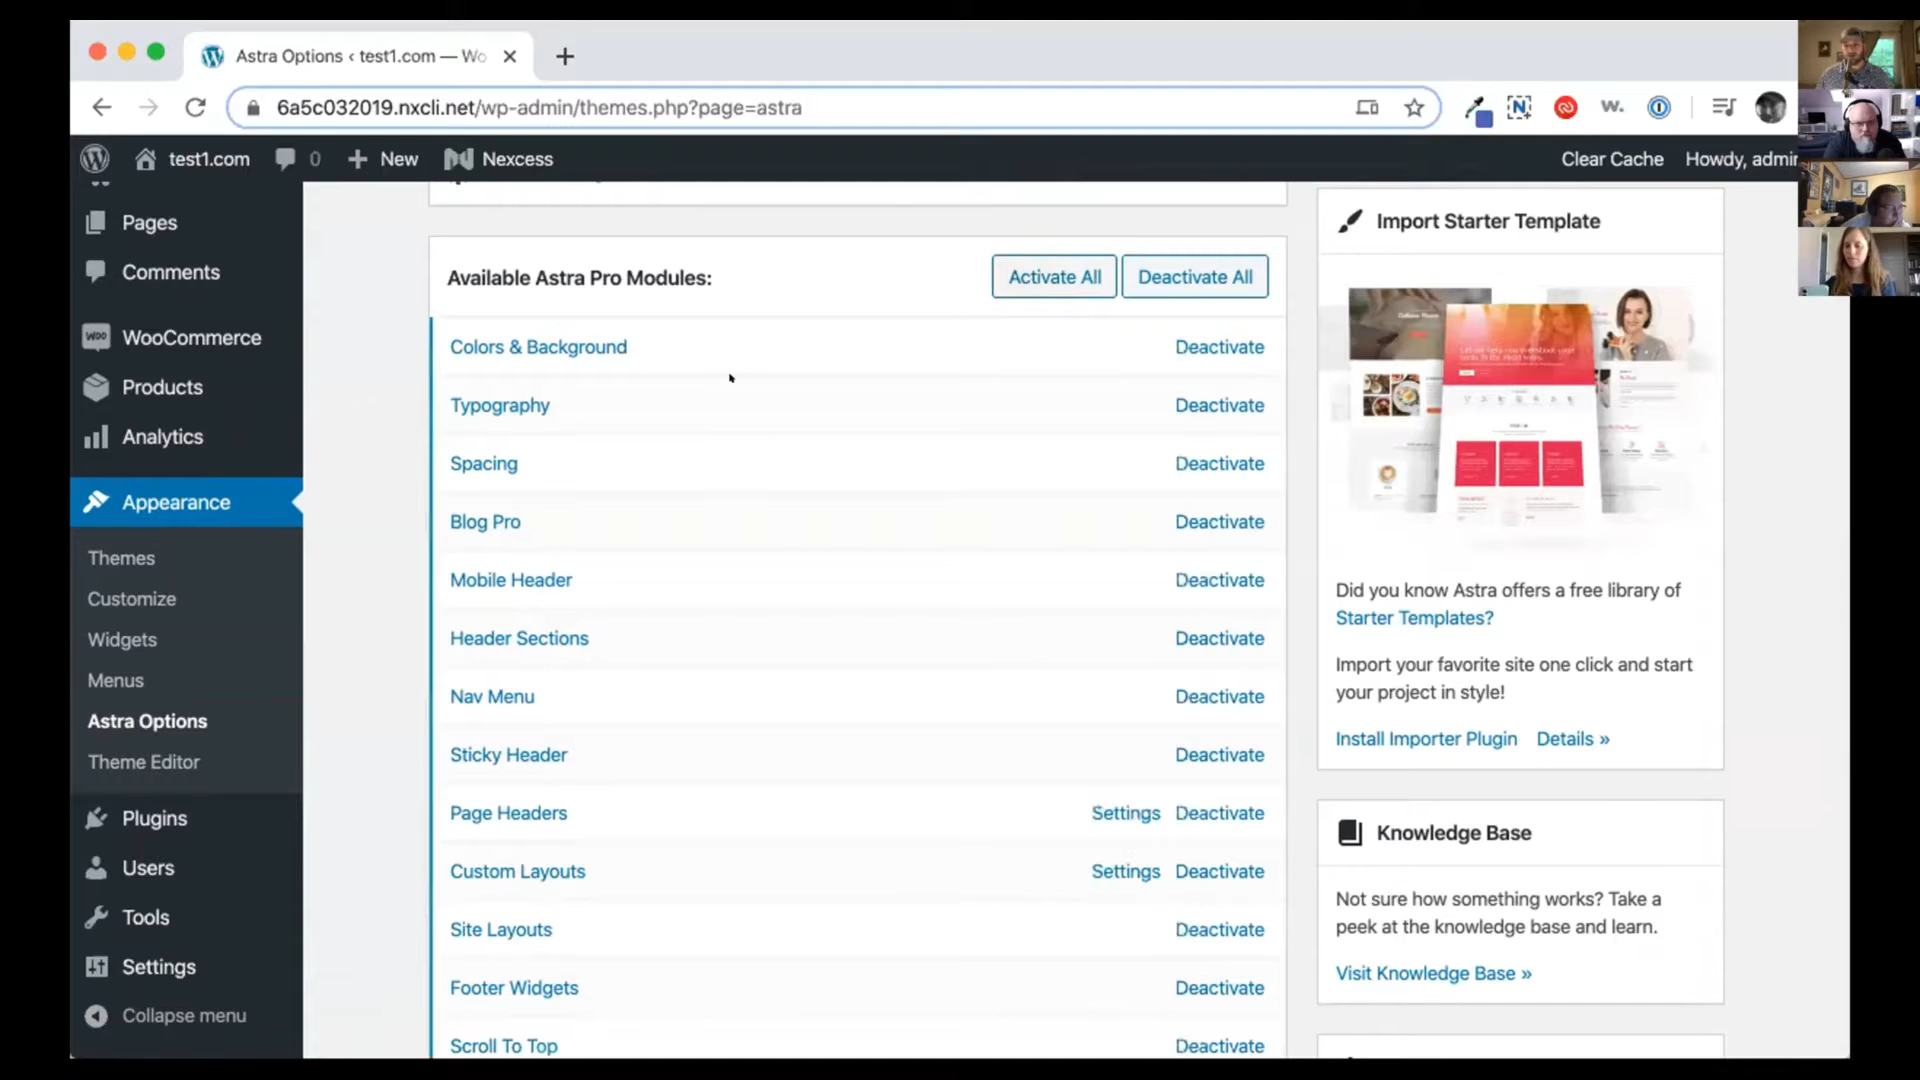 Astra Options ‹ test1.com — Wo
6a5c032019.nxcli.net/wp-admin/themes.php?page=astra
test1.com 0 New Nexcess Clear Cache Howdy, admin
Pages
Comments
WooCommerce
Products
Analytics
Appearance
Themes
Customize
Widgets
Menus
Astra Options
Theme Editor
Plugins
Users
Tools
Settings
Collapse menu
Available Astra Pro Modules: Activate All Deactivate All
Colors & Background Deactivate
Typography Deactivate
Spacing Deactivate
Blog Pro Deactivate
Mobile Header Deactivate
Header Sections Deactivate
Nav Menu Deactivate
Sticky Header Deactivate
Page Headers Settings Deactivate
Custom Layouts Settings Deactivate
Site Layouts Deactivate
Footer Widgets Deactivate
Scroll To Top Deactivate
Import Starter Template
Did you know Astra offers a free library of
Starter Templates?
Import your favorite site one click and start
your project in style!
Install Importer Plugin Details »
Knowledge Base
Not sure how something works? Take a
peek at the knowledge base and learn.
Visit Knowledge Base »